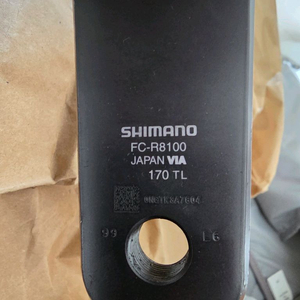 SHIMANO
FC-R8100
JAPAN VIA
170 TL
99 L6